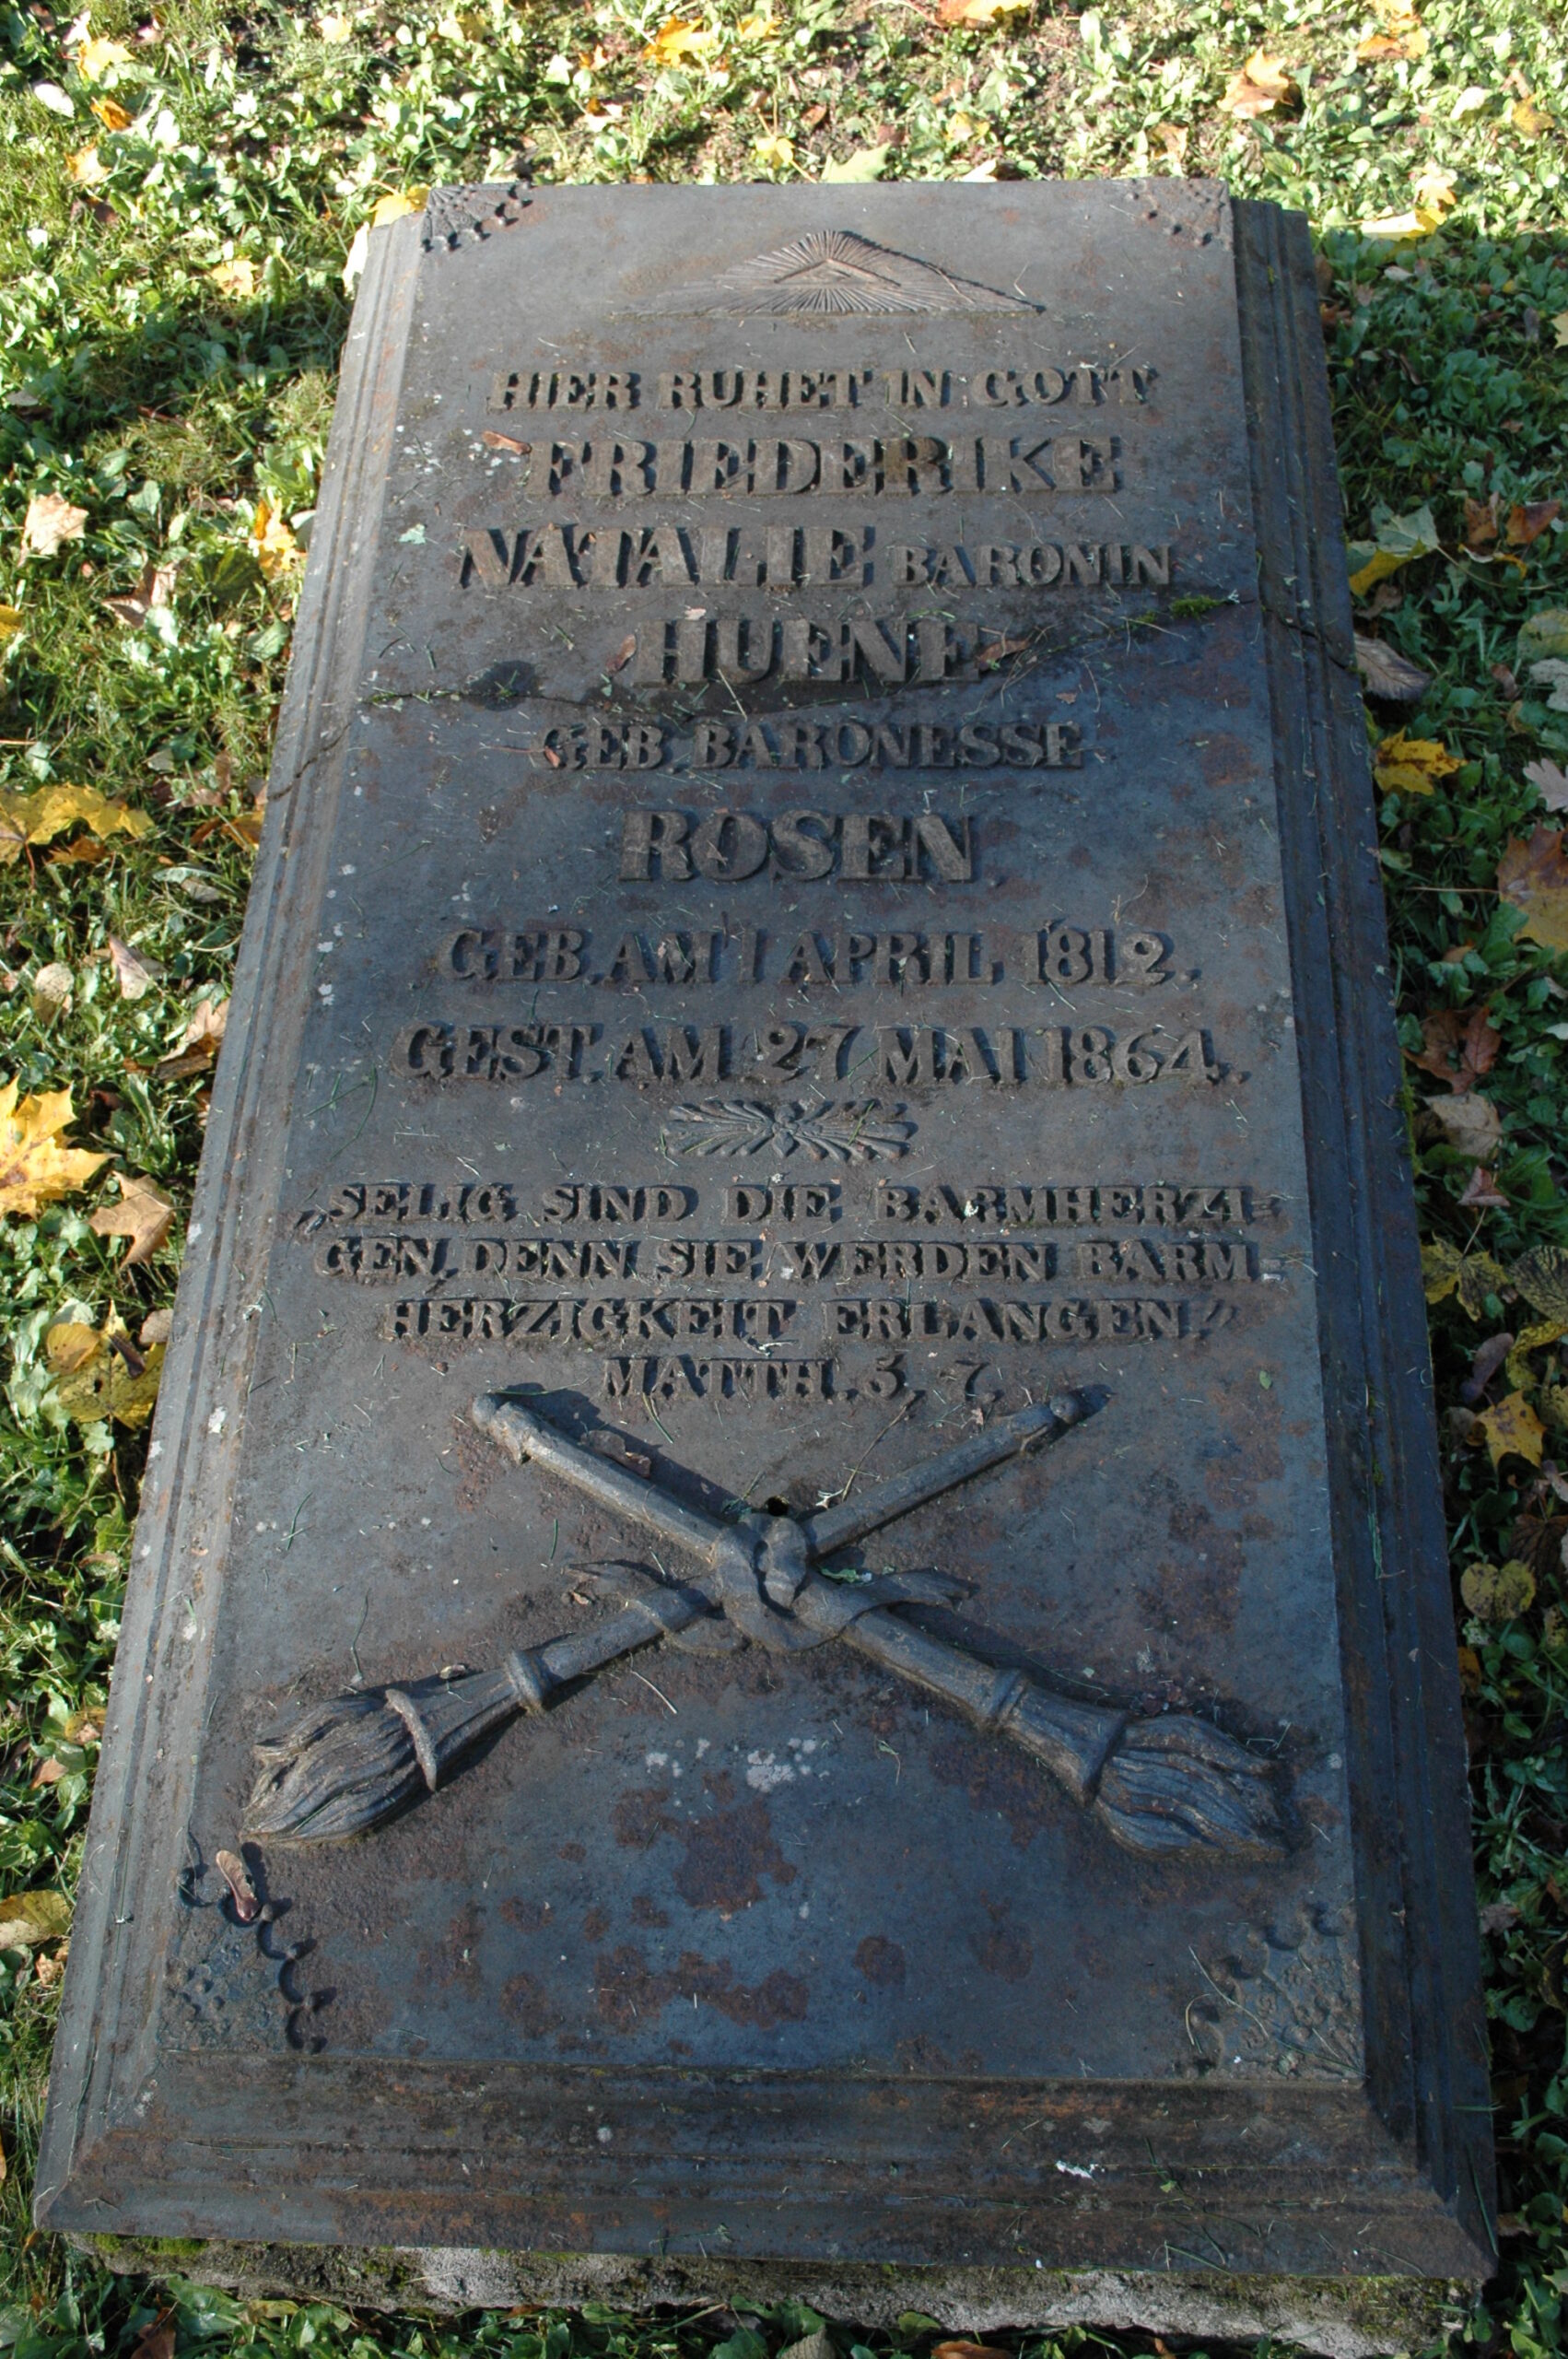 HIER RUHET IN GOTT
FRIEDERIKE
NATALIE BARONIN
HUENE
GEB. BARONESSE
ROSEN
GEB. AM 1 APRIL 1812.
GEST. AM 27 MAI 1864.
„SELIG SIND DIE BARMHERZI=
GEN, DENN SIE WERDEN BARM=
HERZIGKEIT ERLANGEN!“
MATTH. 5, 7.